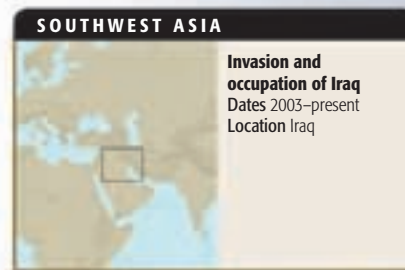 SOUTHWEST ASIA
Invasion and
occupation of Iraq
Dates 2003–present
Location Iraq